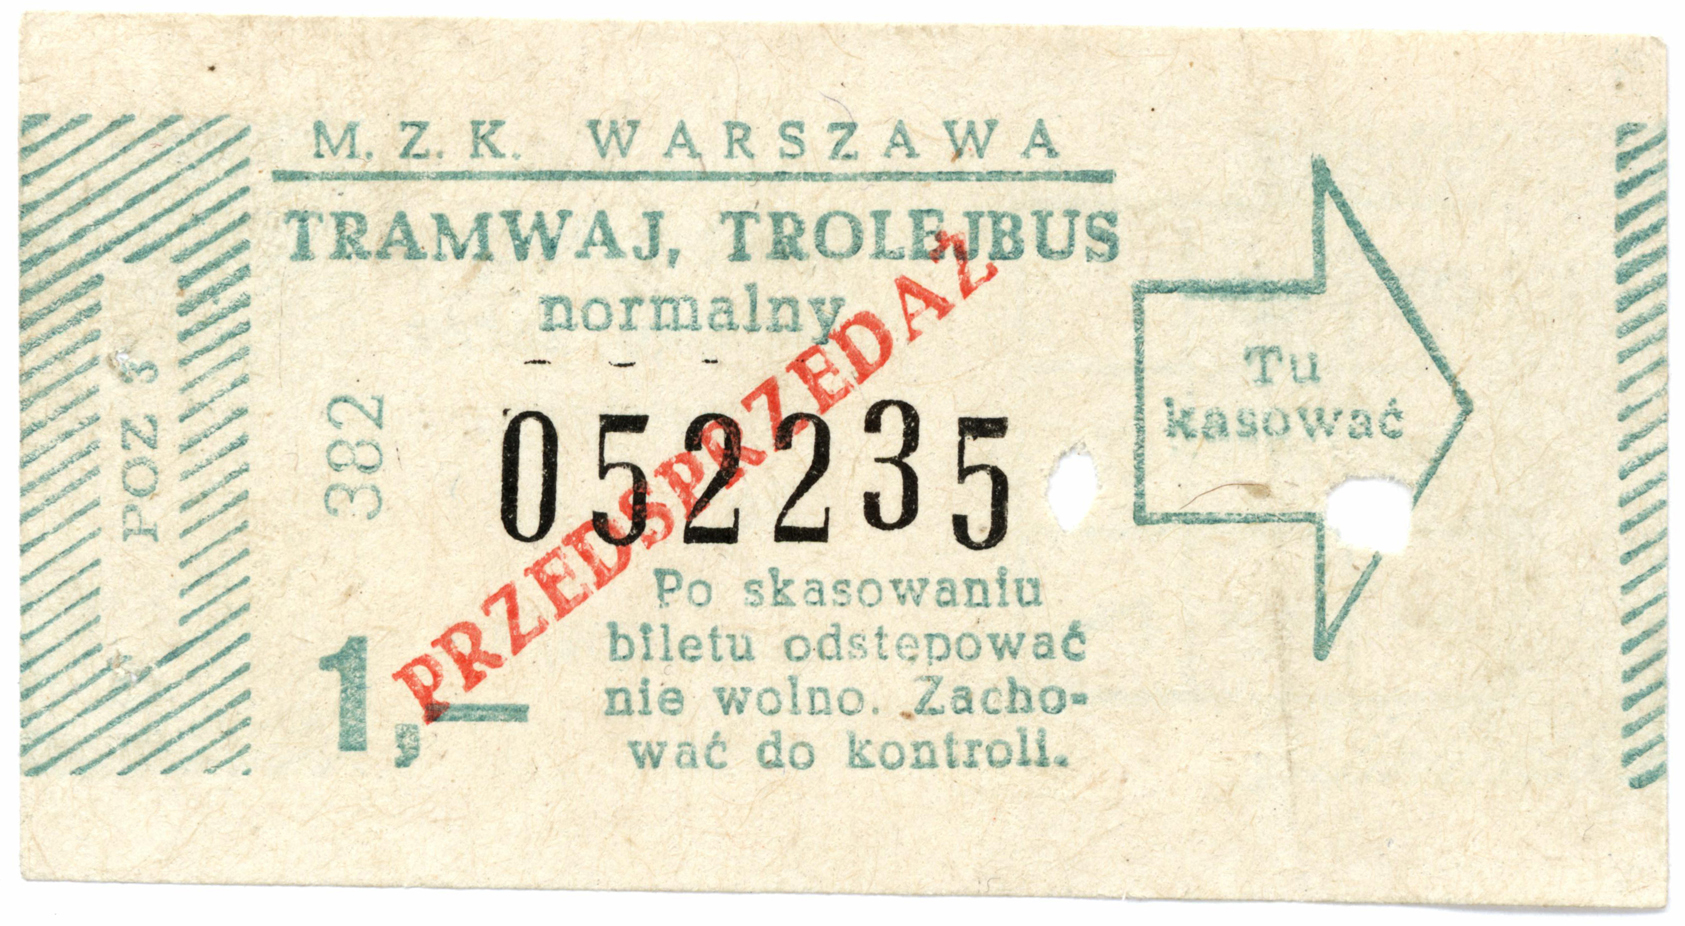 M. Z. K. WARSZAWA
TRAMWAJ, TROLEJBUS
normalny
PRZEDSPRZEDAŻ
052235
382
POZ
1,—
Po skasowaniu
biletu odstępować
nie wolno. Zacho-
wać do kontroli.
Tu
kasować